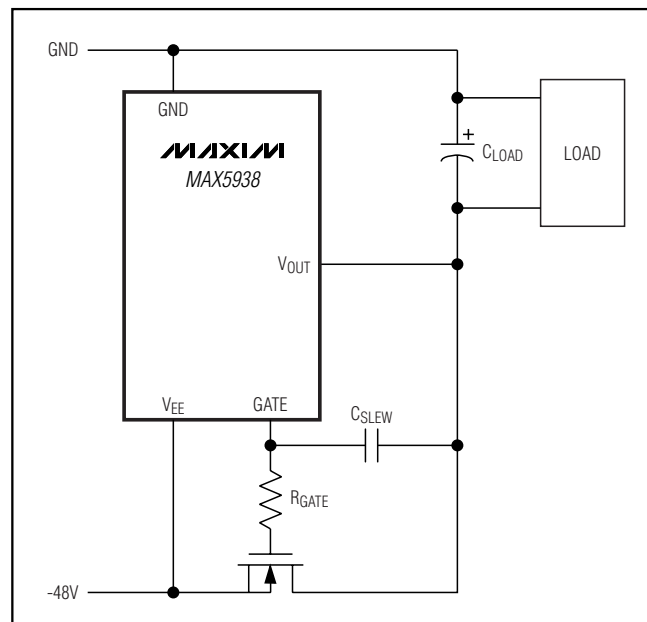 GND
GND
MAXIM
MAX5938
+
CLOAD
LOAD
VOUT
VEE
GATE
CSLEW
RGATE
-48V